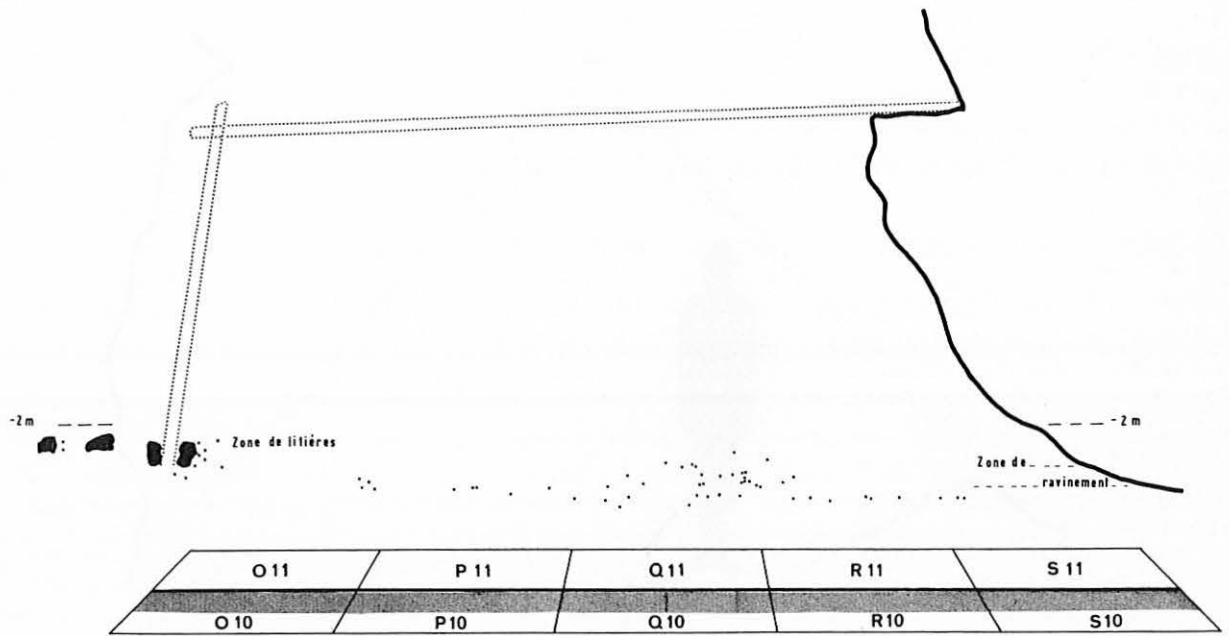 -2m
-2m
Zone de litières
Zone de
ravinement
O11 P11 Q11 R11 S11
O10 P10 Q10 R10 S10